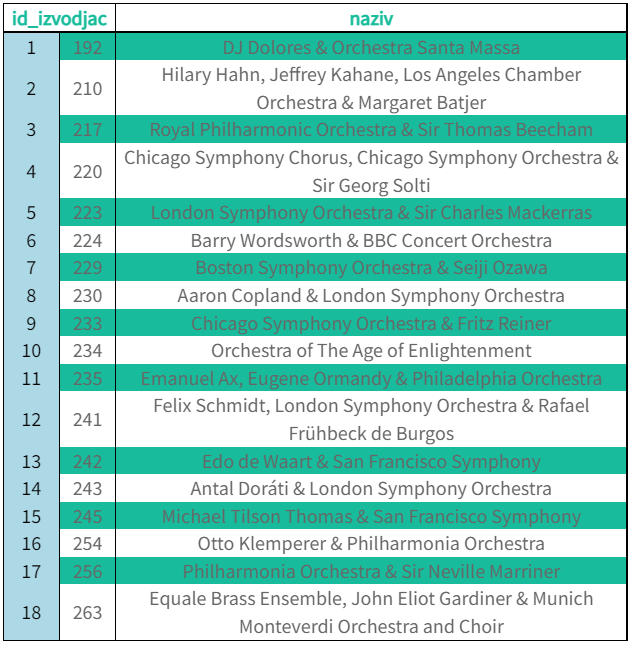 id_izvodjac naziv
1 192 DJ Dolores & Orchestra Santa Massa
2 210 Hilary Hahn, Jeffrey Kahane, Los Angeles Chamber
Orchestra & Margaret Batjer
3 217 Royal Philharmonic Orchestra & Sir Thomas Beecham
4 220 Chicago Symphony Chorus, Chicago Symphony Orchestra &
Sir Georg Solti
5 223 London Symphony Orchestra & Sir Charles Mackerras
6 224 Barry Wordsworth & BBC Concert Orchestra
7 229 Boston Symphony Orchestra & Seiji Ozawa
8 230 Aaron Copland & London Symphony Orchestra
9 233 Chicago Symphony Orchestra & Fritz Reiner
10 234 Orchestra of The Age of Enlightenment
11 235 Emanuel Ax, Eugene Ormandy & Philadelphia Orchestra
12 241 Felix Schmidt, London Symphony Orchestra & Rafael
Frühbeck de Burgos
13 242 Edo de Waart & San Francisco Symphony
14 243 Antal Doráti & London Symphony Orchestra
15 245 Michael Tilson Thomas & San Francisco Symphony
16 254 Otto Klemperer & Philharmonia Orchestra
17 256 Philharmonia Orchestra & Sir Neville Marriner
18 263 Equale Brass Ensemble, John Eliot Gardiner & Munich
Monteverdi Orchestra and Choir